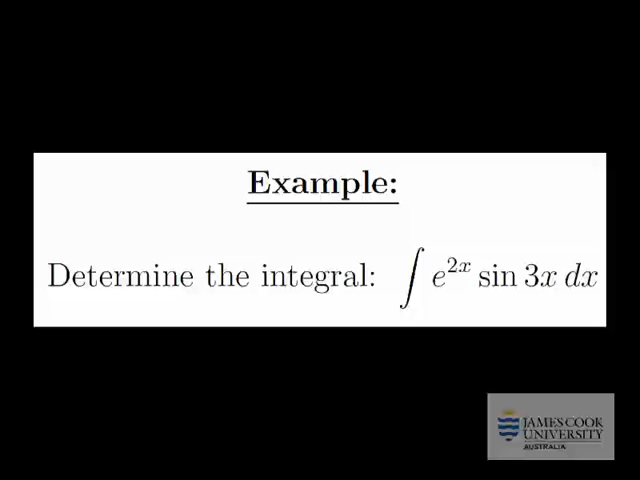 Example:
Determine the integral: ∫ e^{2x} sin 3x dx
JAMES COOK
UNIVERSITY
AUSTRALIA